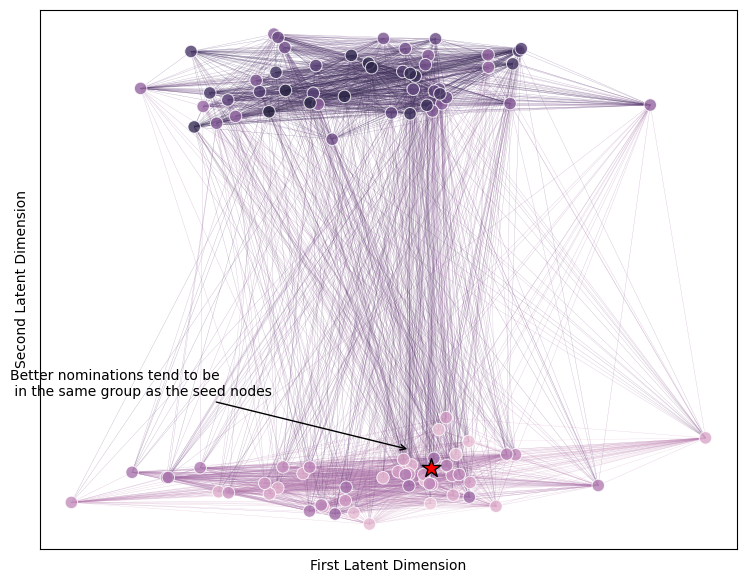 Second Latent Dimension
Better nominations tend to be
in the same group as the seed nodes
First Latent Dimension